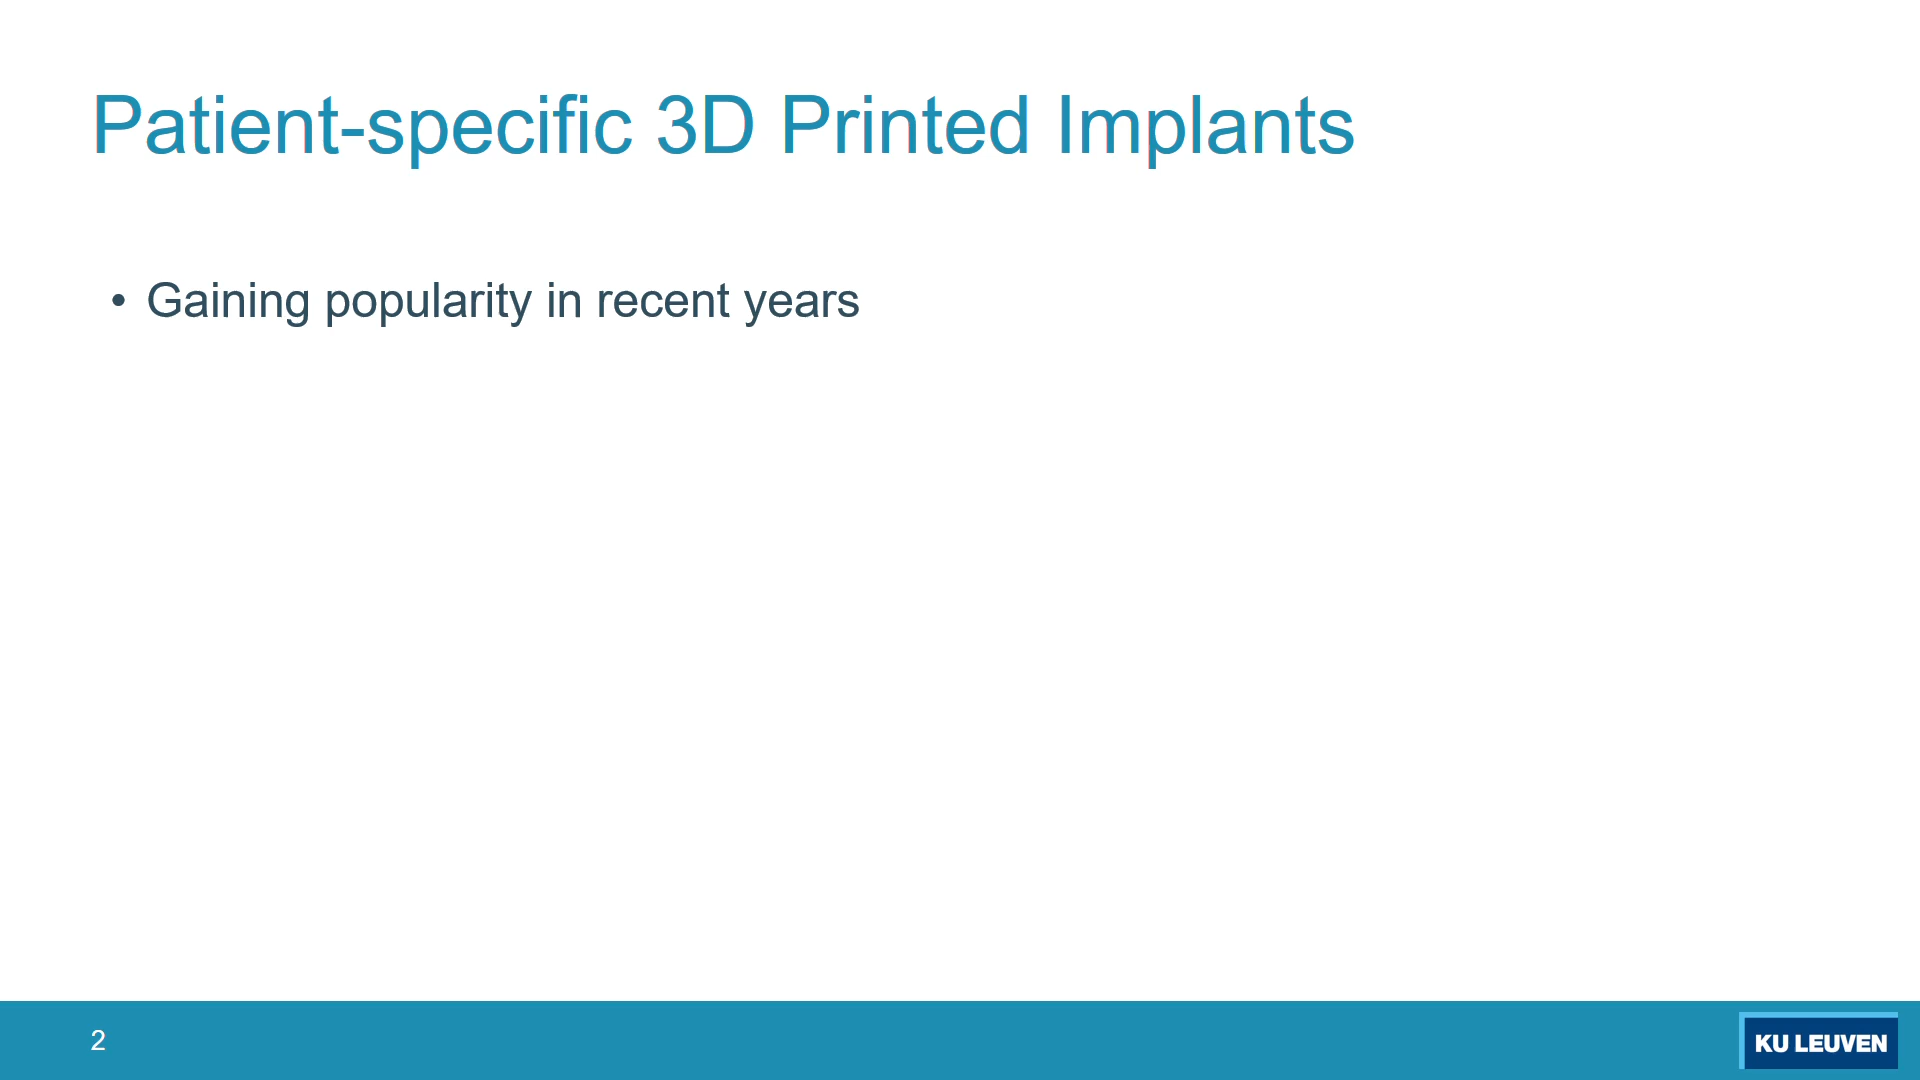 Patient-specific 3D Printed Implants
• Gaining popularity in recent years
2
KU LEUVEN